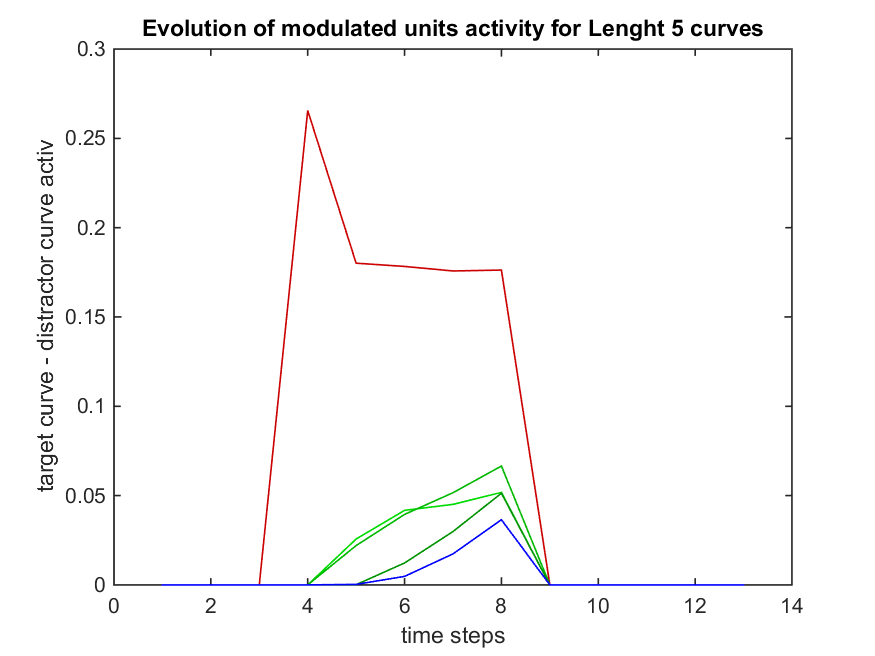 Evolution of modulated units activity for Lenght 5 curves
0.3
0.25
0.2
0.15
0.1
0.05
0
target curve - distractor curve activ
0 2 4 6 8 10 12 14
time steps